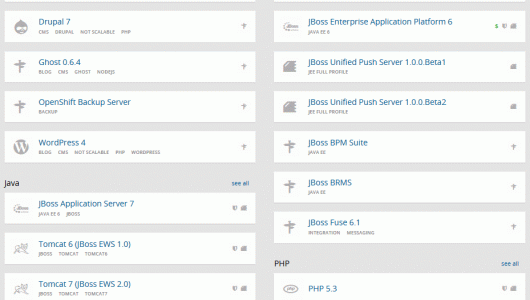 Drupal 7
CMS DRUPAL NOT SCALABLE PHP
Ghost 0.6.4
BLOG CMS GHOST NODEJS
OpenShift Backup Server
BACKUP
WordPress 4
BLOG CMS NOT SCALABLE PHP WORDPRESS
Java see all
JBoss Application Server 7
JAVA EE 6 JBOSS
Tomcat 6 (JBoss EWS 1.0)
JBOSS TOMCAT TOMCAT6
Tomcat 7 (JBoss EWS 2.0)
JBOSS TOMCAT TOMCAT7
JBoss Enterprise Application Platform 6
JAVA EE 6
JBoss Unified Push Server 1.0.0.Beta1
JEE FULL PROFILE
JBoss Unified Push Server 1.0.0.Beta2
JEE FULL PROFILE
JBoss BPM Suite
JAVA EE
JBoss BRMS
JAVA EE
JBoss Fuse 6.1
INTEGRATION MESSAGING
PHP see all
PHP 5.3
php